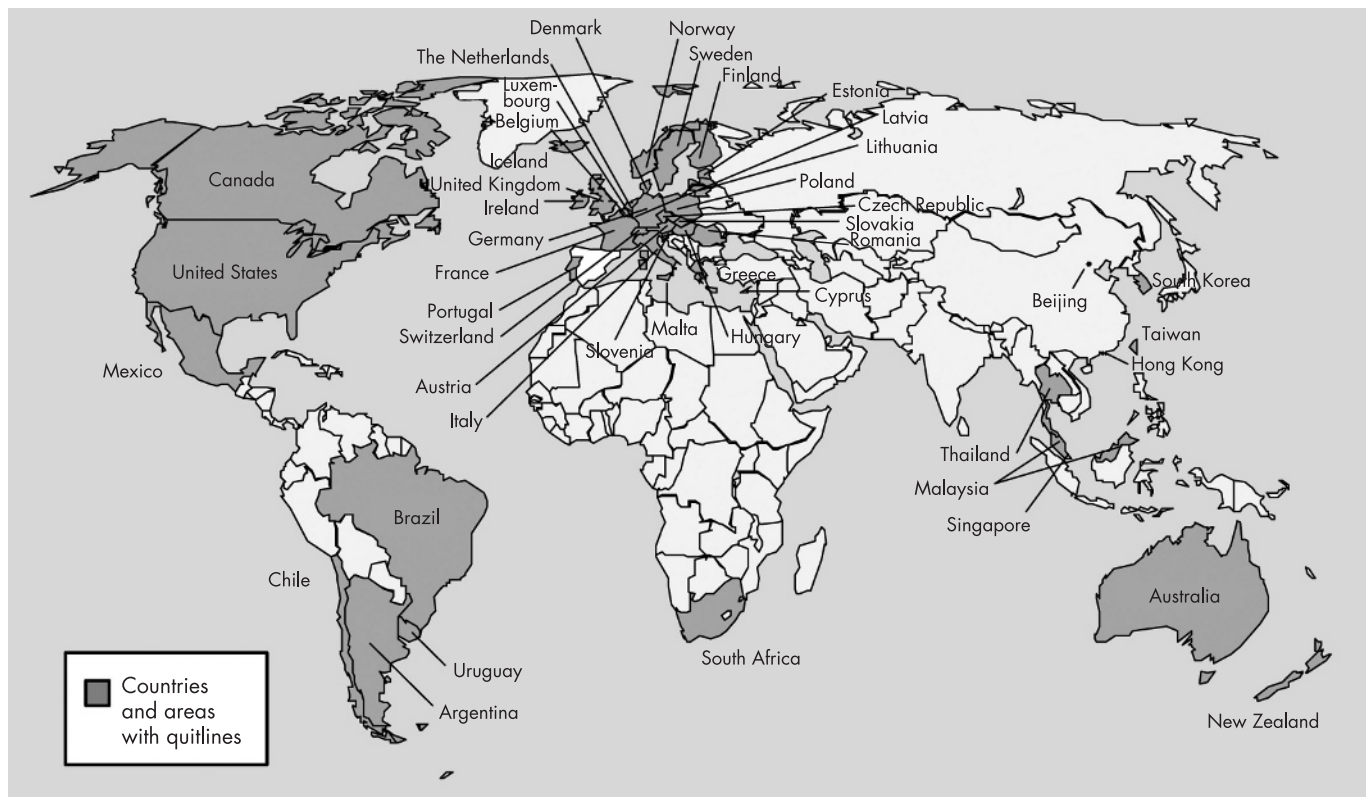 Denmark
Norway
The Netherlands
Sweden
Finland
Luxem-
bourg
Estonia
Belgium
Latvia
Lithuania
Iceland
Canada
United Kingdom
Poland
Ireland
Czech Republic
Slovakia
Germany
Romania
United States
France
Greece
South Korea
Cyprus
Beijing
Portugal
Switzerland
Malta
Hungary
Taiwan
Slovenia
Hong Kong
Mexico
Austria
Italy
Thailand
Malaysia
Brazil
Singapore
Chile
Australia
South Africa
Uruguay
Argentina
New Zealand
Countries
and areas
with quitlines